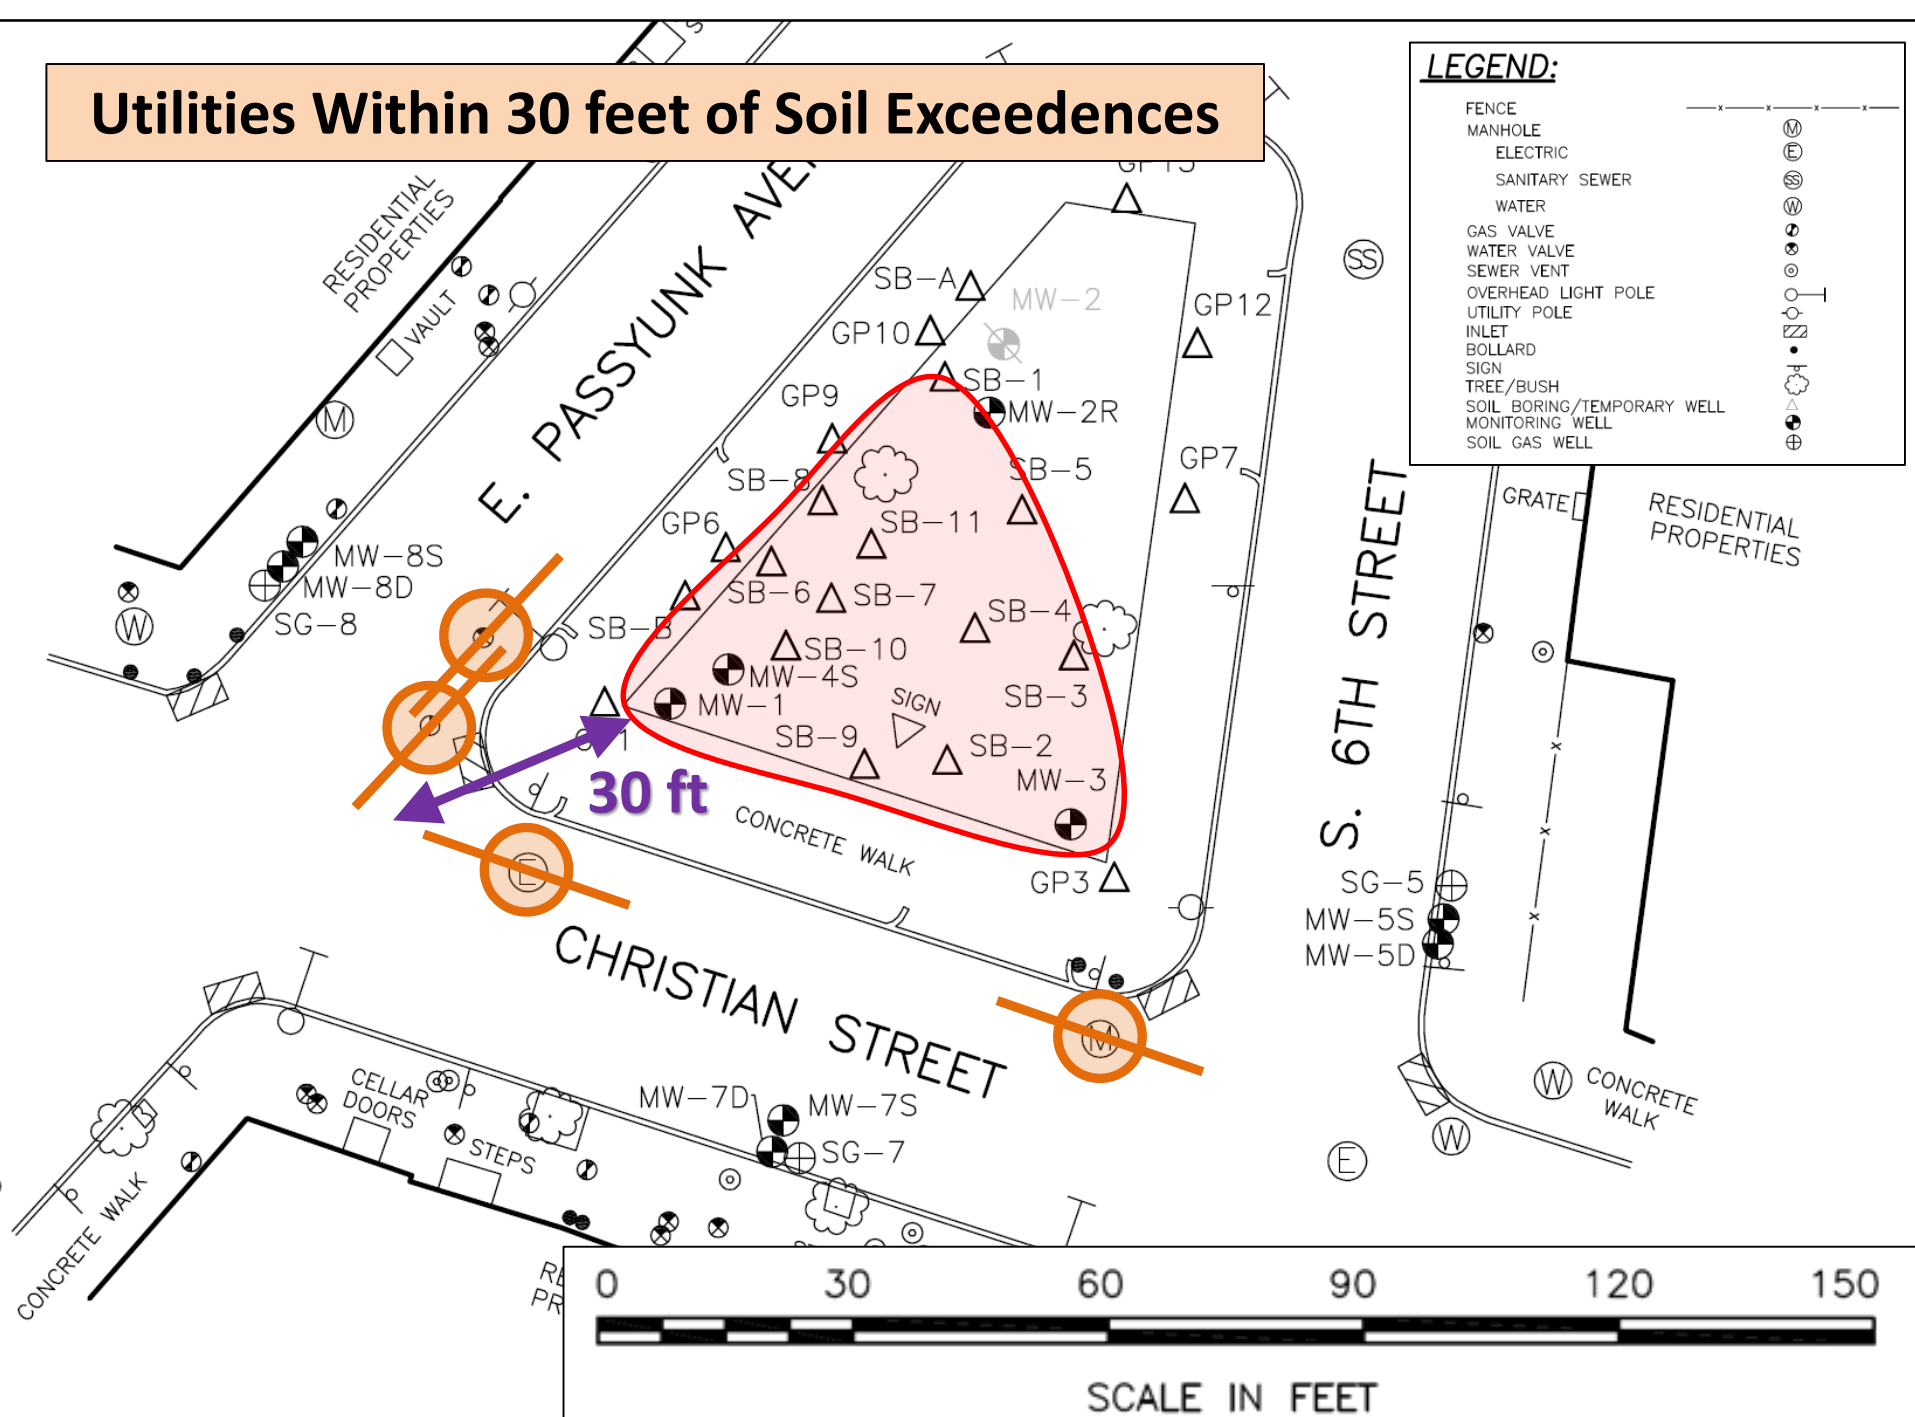 Utilities Within 30 feet of Soil Exceedences
LEGEND:
FENCE
x x x x
MANHOLE
M
ELECTRIC
E
SANITARY SEWER
SS
WATER
W
GAS VALVE
WATER VALVE
SEWER VENT
OVERHEAD LIGHT POLE
UTILITY POLE
INLET
BOLLARD
SIGN
TREE/BUSH
SOIL BORING/TEMPORARY WELL
MONITORING WELL
SOIL GAS WELL
RESIDENTIAL
PROPERTIES
VAULT
M
E. PASSYUNK
SS
SB-A
MW-2
GP10
GP12
SB-1
GP9
MW-2R
SB-5
GP7
SB-8
SB-11
GP6
GRATE
RESIDENTIAL
PROPERTIES
S. 6TH STREET
MW-8S
MW-8D
SG-8
W
SB-6
SB-7
SB-4
SB-B
SB-10
MW-4S
SB-3
MW-1
SIGN
SB-9
SB-2
MW-3
30 ft
CONCRETE WALK
E
GP3
SG-5
MW-5S
MW-5D
x
x
x
CHRISTIAN STREET
M
W
CONCRETE
WALK
W
E
CELLAR
DOORS
STEPS
MW-7D
MW-7S
SG-7
CONCRETE WALK
0 30 60 90 120 150
SCALE IN FEET